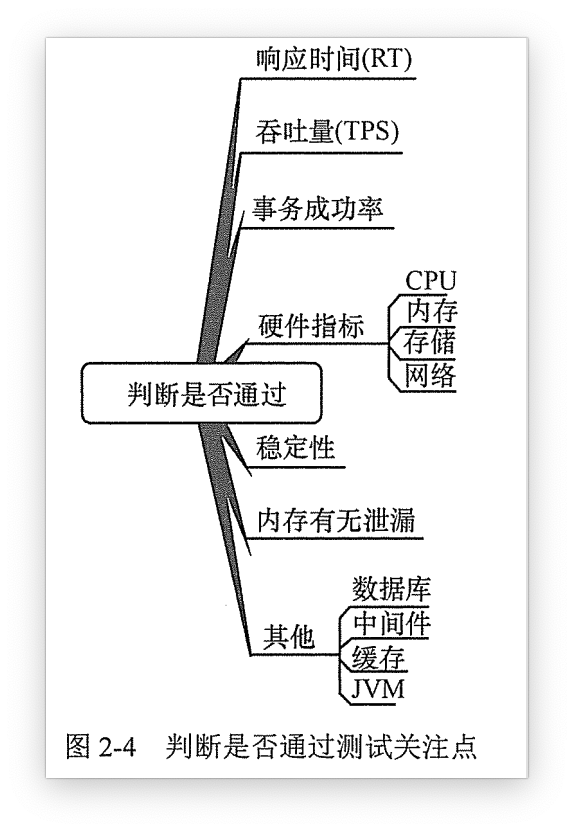 响应时间(RT)
吞吐量(TPS)
事务成功率
硬件指标
CPU
内存
存储
网络
判断是否通过
稳定性
内存有无泄漏
其他
数据库
中间件
缓存
JVM
图 2-4 判断是否通过测试关注点